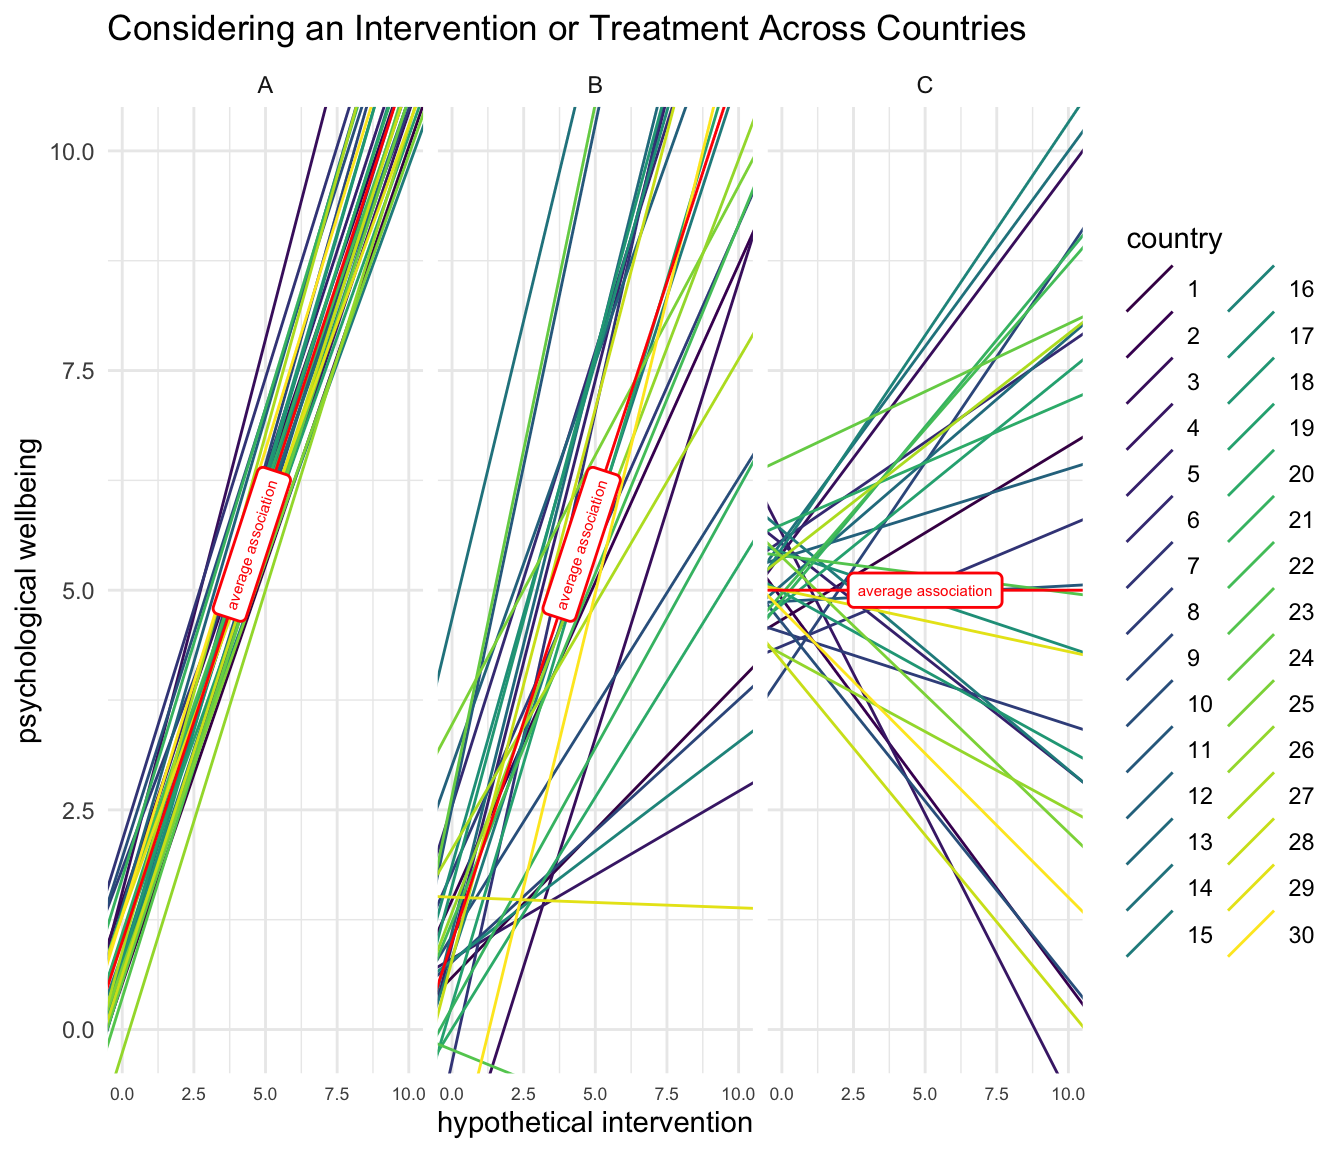 Considering an Intervention or Treatment Across Countries
A
B
C
psychological wellbeing
10.0
7.5
5.0
2.5
0.0
average association
average association
average association
0.0 2.5 5.0 7.5 10.0
0.0 2.5 5.0 7.5 10.0
0.0 2.5 5.0 7.5 10.0
hypothetical intervention
country
1
2
3
4
5
6
7
8
9
10
11
12
13
14
15
16
17
18
19
20
21
22
23
24
25
26
27
28
29
30